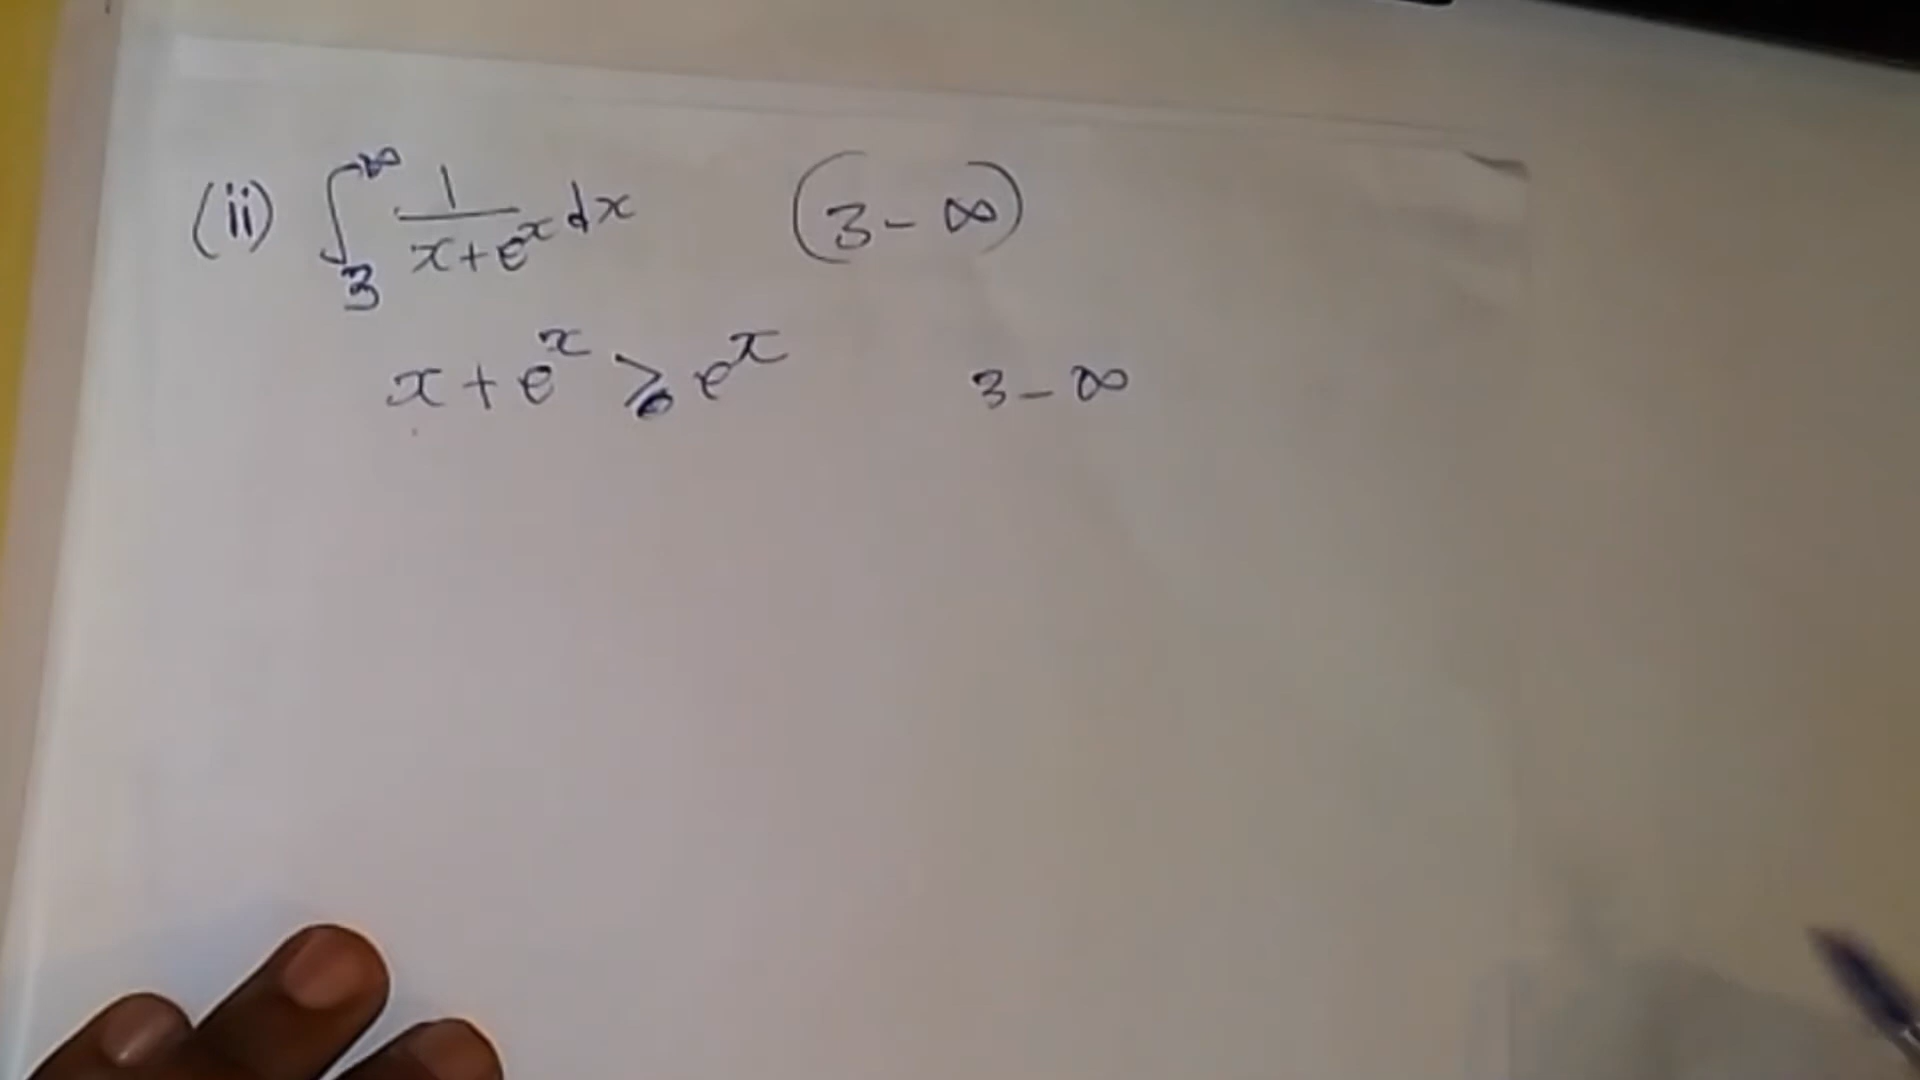 (ii) ∫₃^∞ 1/(x+e^x) dx (3 - ∞)
x + e^x ⩾ e^x 3 - ∞